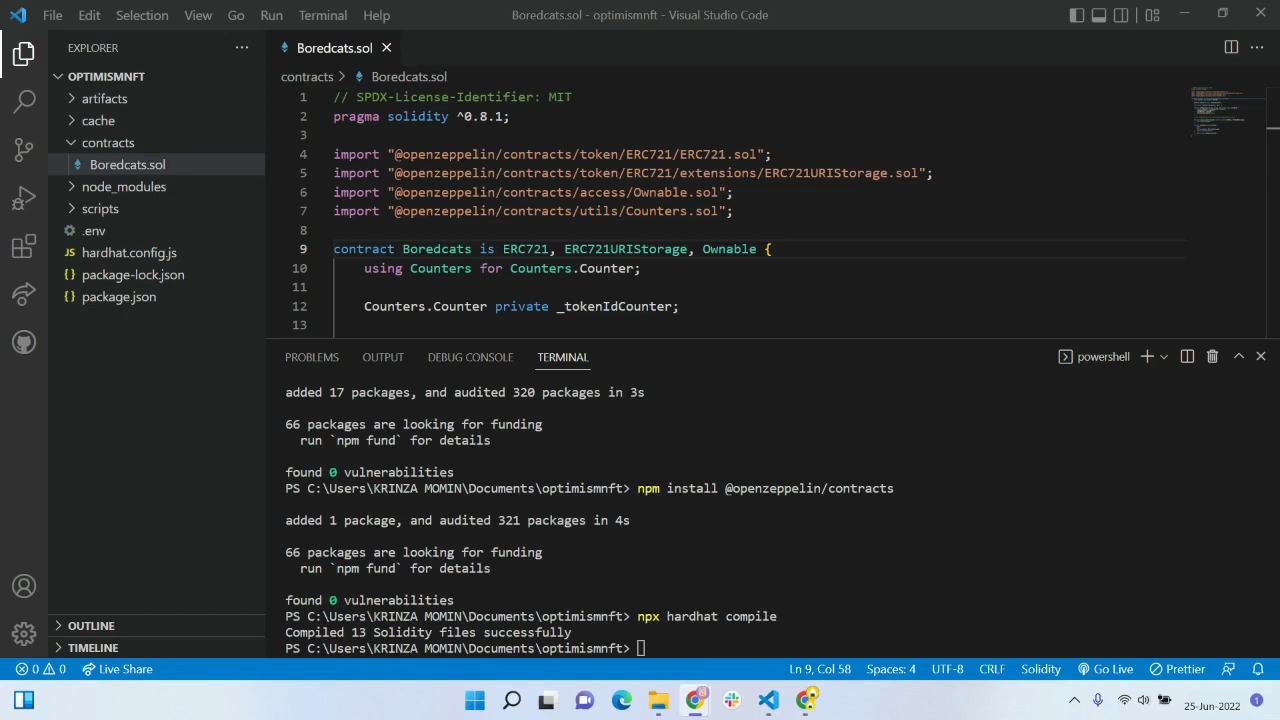 File Edit Selection View Go Run Terminal Help Boredcats.sol - optimismnft - Visual Studio Code
EXPLORER
OPTIMISMNFT
artifacts
cache
contracts
Boredcats.sol
node_modules
scripts
.env
hardhat.config.js
package-lock.json
package.json
OUTLINE
TIMELINE
Boredcats.sol
contracts > Boredcats.sol
1 // SPDX-License-Identifier: MIT
2 pragma solidity ^0.8.1;
3
4 import "@openzeppelin/contracts/token/ERC721/ERC721.sol";
5 import "@openzeppelin/contracts/token/ERC721/extensions/ERC721URIStorage.sol";
6 import "@openzeppelin/contracts/access/Ownable.sol";
7 import "@openzeppelin/contracts/utils/Counters.sol";
8
9 contract Boredcats is ERC721, ERC721URIStorage, Ownable {
10 using Counters for Counters.Counter;
11
12 Counters.Counter private _tokenIdCounter;
13
PROBLEMS OUTPUT DEBUG CONSOLE TERMINAL powershell
added 17 packages, and audited 320 packages in 3s
66 packages are looking for funding
run `npm fund` for details
found 0 vulnerabilities
PS C:\Users\KRINZA MOMIN\Documents\optimismnft> npm install @openzeppelin/contracts
added 1 package, and audited 321 packages in 4s
66 packages are looking for funding
run `npm fund` for details
found 0 vulnerabilities
PS C:\Users\KRINZA MOMIN\Documents\optimismnft> npx hardhat compile
Compiled 13 Solidity files successfully
PS C:\Users\KRINZA MOMIN\Documents\optimismnft>
0 0 Live Share Ln 9, Col 58 Spaces: 4 UTF-8 CRLF Solidity Go Live Prettier
25-Jun-2022 1